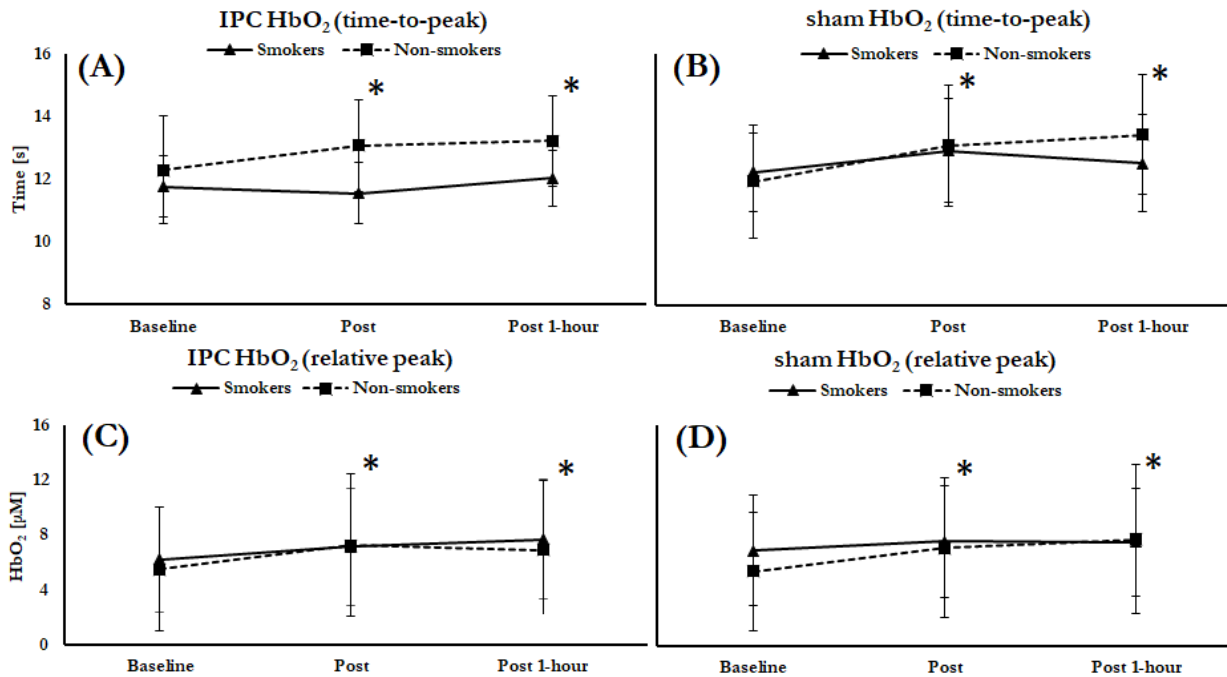 IPC HbO₂ (time-to-peak)
Smokers Non-smokers
(A)
16
14
12
10
8
Time [s]
* *
Baseline Post Post 1-hour
sham HbO₂ (time-to-peak)
Smokers Non-smokers
(B)
* *
Baseline Post Post 1-hour
IPC HbO₂ (relative peak)
Smokers Non-smokers
(C)
16
12
8
4
0
HbO₂ [µM]
* *
Baseline Post Post 1-hour
sham HbO₂ (relative peak)
Smokers Non-smokers
(D)
* *
Baseline Post Post 1-hour